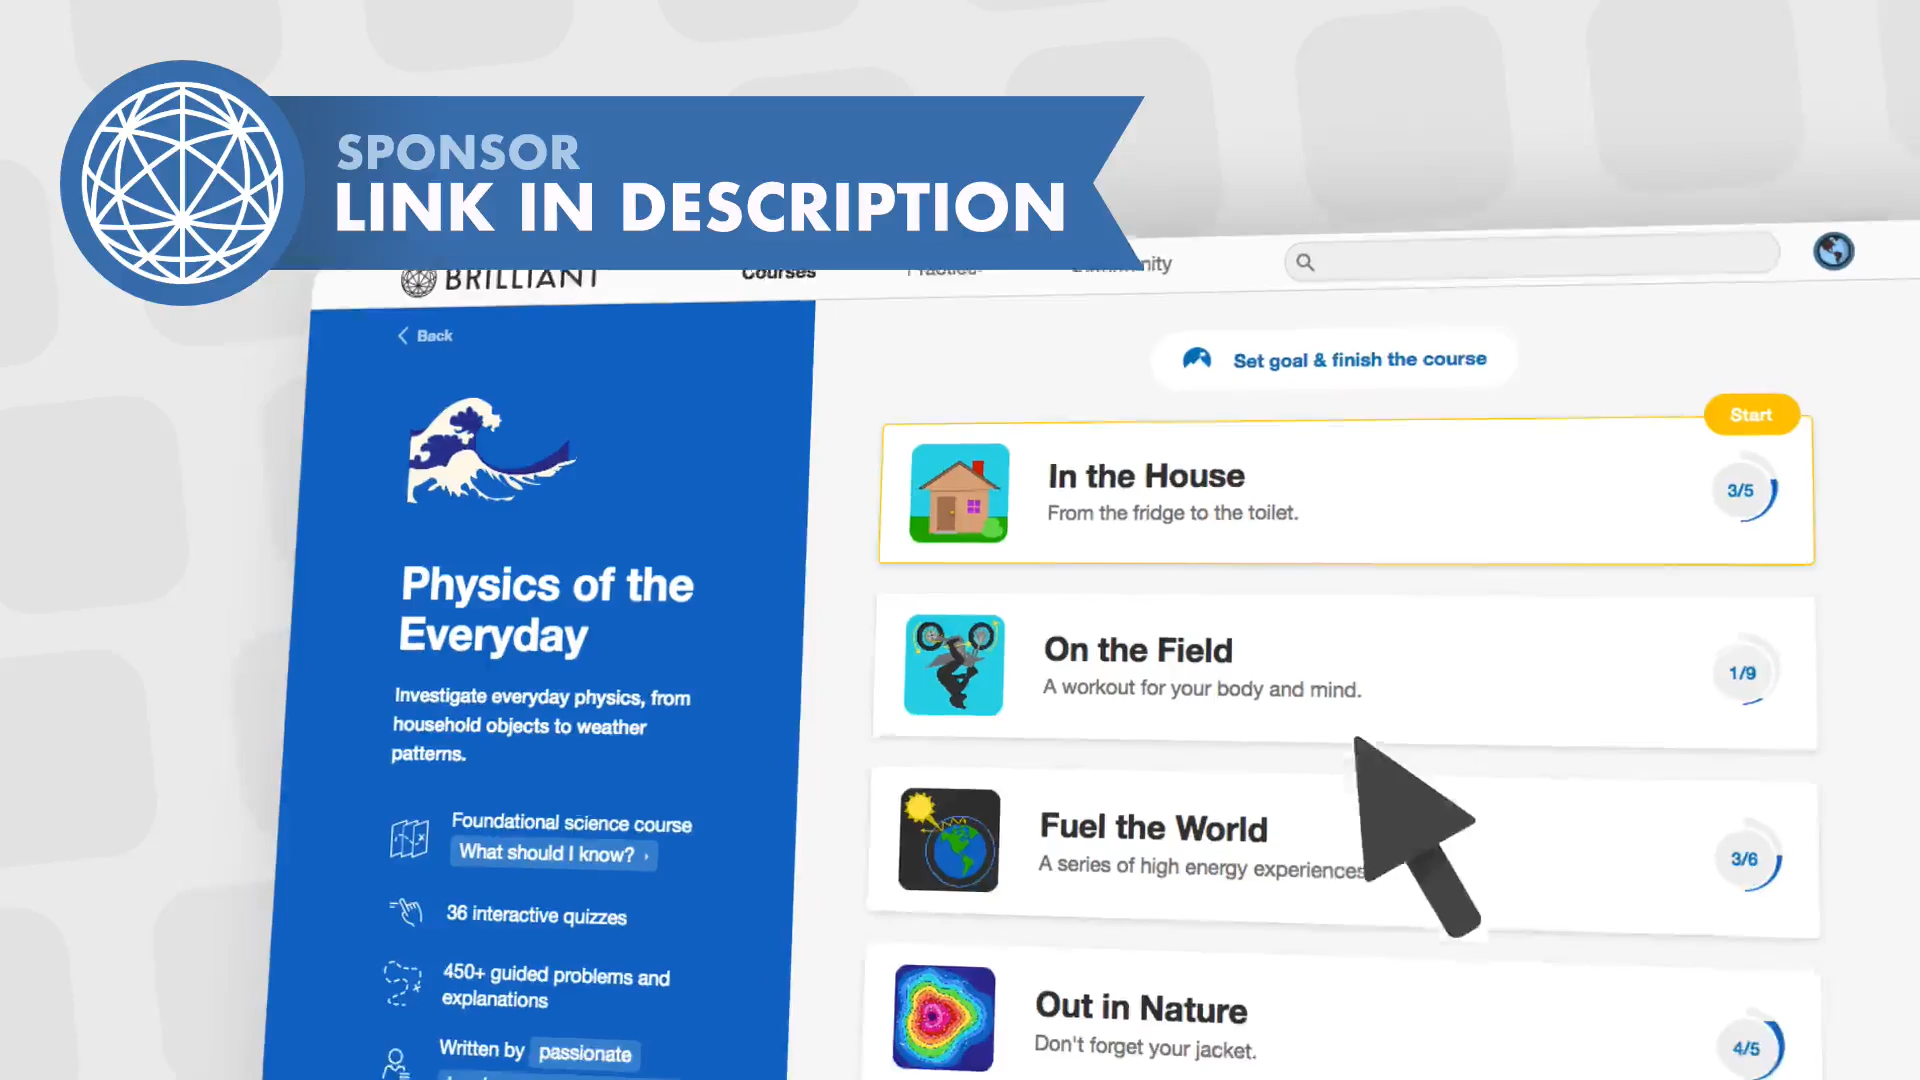 SPONSOR
LINK IN DESCRIPTION
BRILLIANT
Courses
Back
Set goal & finish the course
Start
In the House
From the fridge to the toilet.
3/5
On the Field
A workout for your body and mind.
1/9
Fuel the World
A series of high energy experiences
3/6
Out in Nature
Don't forget your jacket.
4/5
Physics of the
Everyday
Investigate everyday physics, from
household objects to weather
patterns.
Foundational science course
What should I know? ›
36 interactive quizzes
450+ guided problems and
explanations
Written by passionate